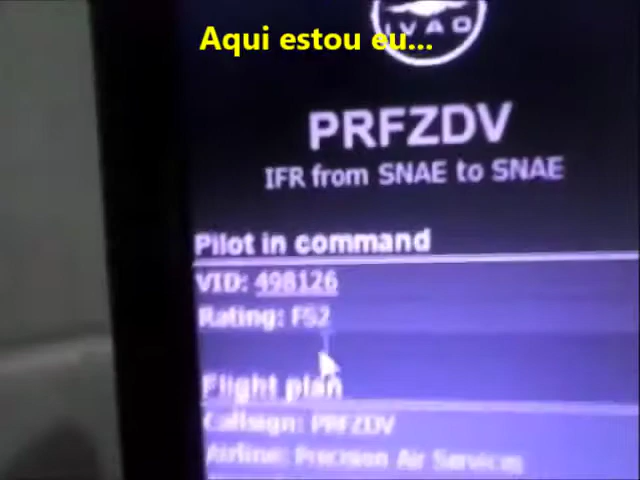 Aqui estou eu...
IVAO
PRFZDV
IFR from SNAE to SNAE
Pilot in command
VID: 498126
Rating: FS2
Flight plan
Callsign: PRFZDV
Airline: Precision Air Services